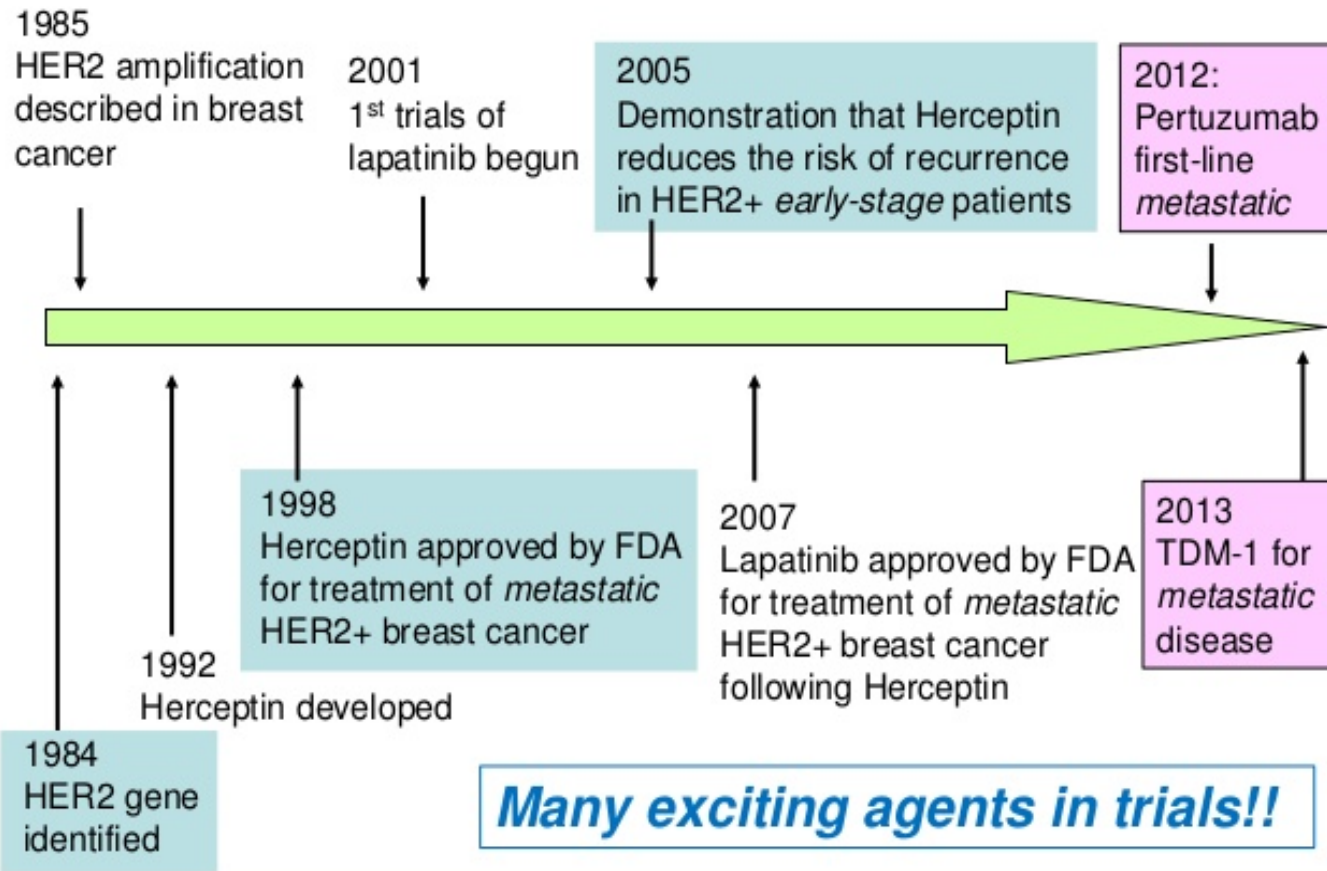 1985
HER2 amplification
described in breast
cancer
2001
1st trials of
lapatinib begun
2005
Demonstration that Herceptin
reduces the risk of recurrence
in HER2+ early-stage patients
2012:
Pertuzumab
first-line
metastatic
1984
HER2 gene
identified
1992
Herceptin developed
1998
Herceptin approved by FDA
for treatment of metastatic
HER2+ breast cancer
2007
Lapatinib approved by FDA
for treatment of metastatic
HER2+ breast cancer
following Herceptin
2013
TDM-1 for
metastatic
disease
Many exciting agents in trials!!